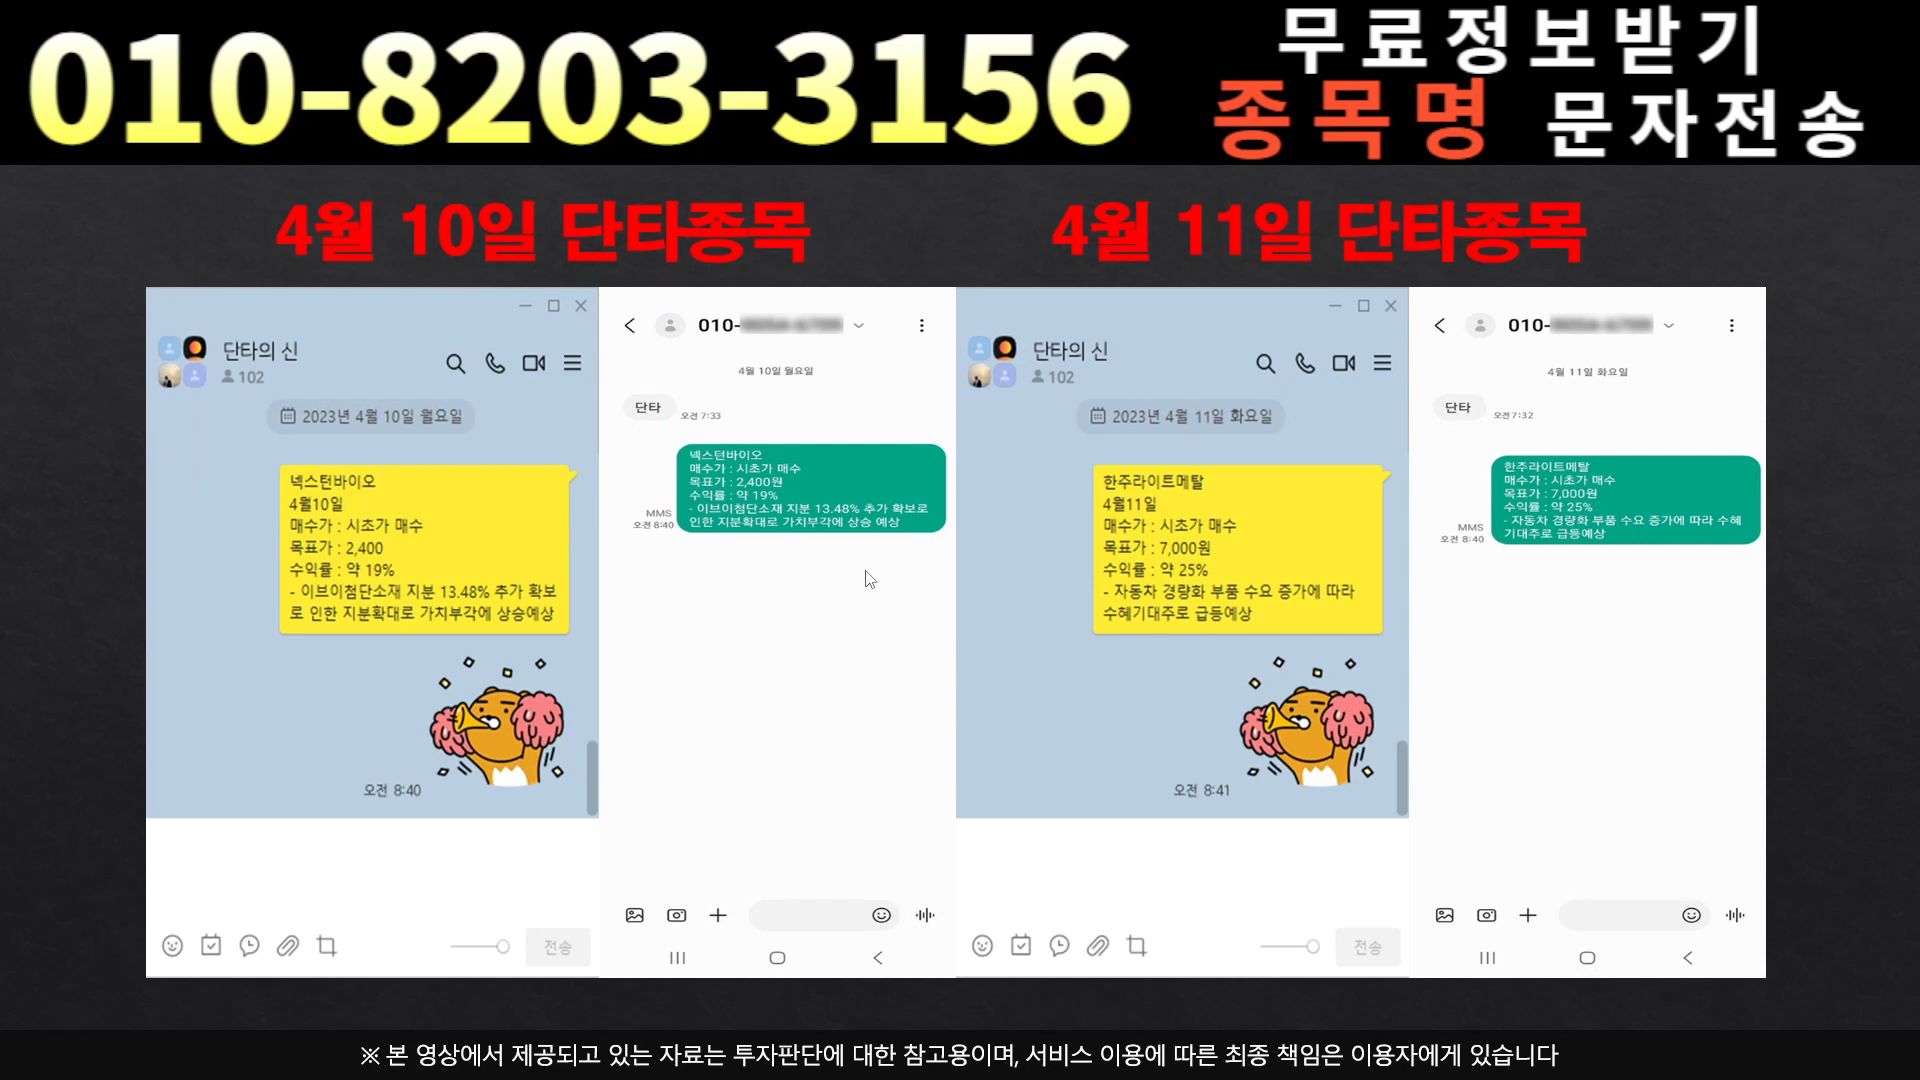 010-8203-3156
무료정보받기
종목명 문자전송
4월 10일 단타종목
4월 11일 단타종목
단타의 신
102
2023년 4월 10일 월요일
넥스턴바이오
4월10일
매수가 : 시초가 매수
목표가 : 2,400
수익률 : 약 19%
- 이브이첨단소재 지분 13.48% 추가 확보
로 인한 지분확대로 가치부각에 상승예상
오전 8:40
전송
010-
4월 10일 월요일
단타
오전 7:33
넥스턴바이오
매수가 : 시초가 매수
목표가 : 2,400원
수익률 : 약 19%
- 이브이첨단소재 지분 13.48% 추가 확보로
인한 지분확대로 가치부각에 상승 예상
MMS
오전 8:40
단타의 신
102
2023년 4월 11일 화요일
한주라이트메탈
4월11일
매수가 : 시초가 매수
목표가 : 7,000원
수익률 : 약 25%
- 자동차 경량화 부품 수요 증가에 따라
수혜기대주로 급등예상
오전 8:41
전송
010-
4월 11일 화요일
단타
오전 7:32
한주라이트메탈
매수가 : 시초가 매수
목표가 : 7,000원
수익률 : 약 25%
- 자동차 경량화 부품 수요 증가에 따라 수혜
기대주로 급등예상
MMS
오전 8:40
※ 본 영상에서 제공되고 있는 자료는 투자판단에 대한 참고용이며, 서비스 이용에 따른 최종 책임은 이용자에게 있습니다